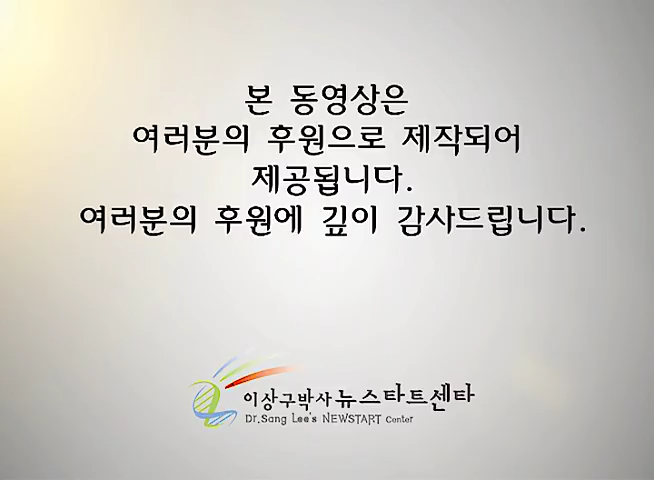 본 동영상은
여러분의 후원으로 제작되어
제공됩니다.
여러분의 후원에 깊이 감사드립니다.
이상구박사 뉴스타트센타
Dr.Sang Lee's NEWSTART Center